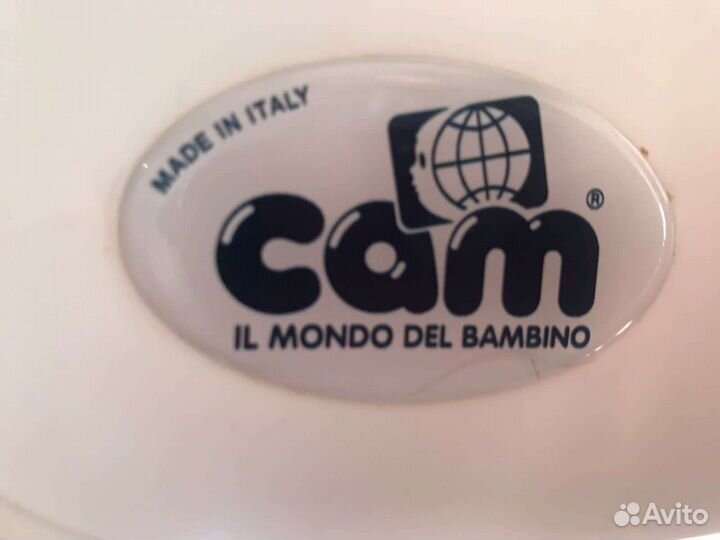 MADE IN ITALY
cam®
IL MONDO DEL BAMBINO
Avito